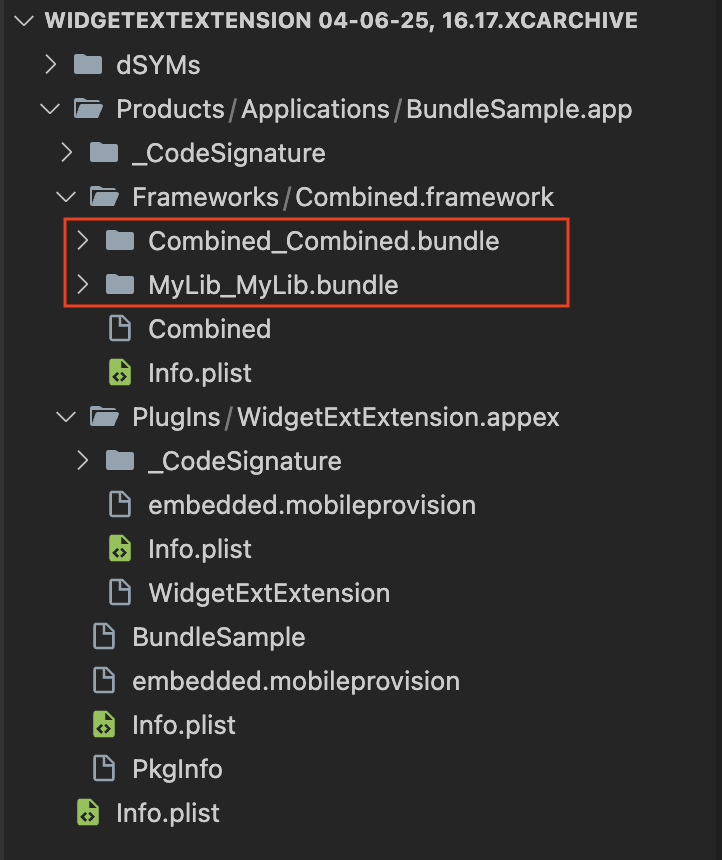 WIDGETEXTEXTENSION 04-06-25, 16.17.XCARCHIVE
dSYMs
Products/Applications/BundleSample.app
_CodeSignature
Frameworks/Combined.framework
Combined_Combined.bundle
MyLib_MyLib.bundle
Combined
Info.plist
PlugIns/WidgetExtExtension.appex
_CodeSignature
embedded.mobileprovision
Info.plist
WidgetExtExtension
BundleSample
embedded.mobileprovision
Info.plist
PkgInfo
Info.plist